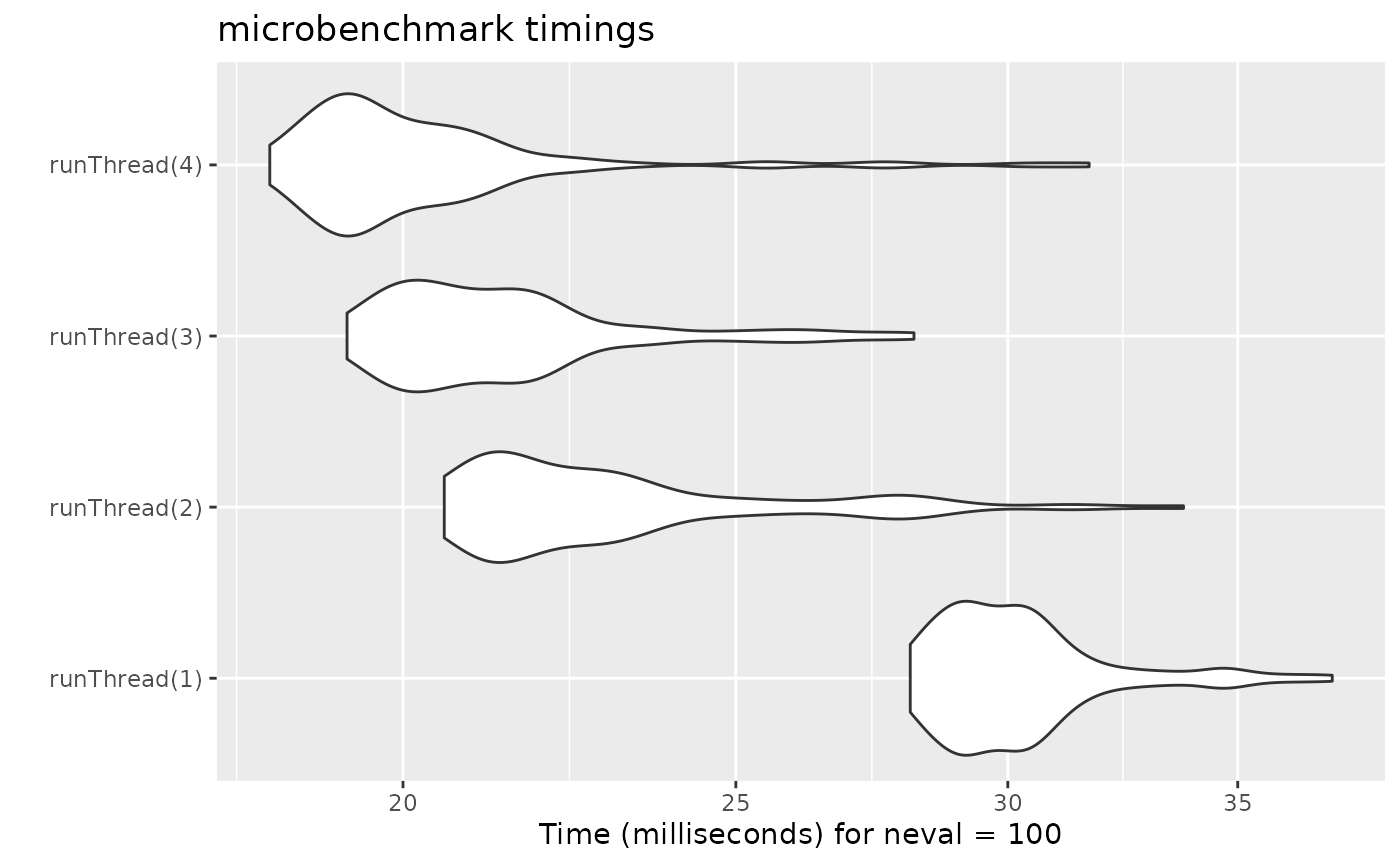 microbenchmark timings
runThread(4)
runThread(3)
runThread(2)
runThread(1)
20 25 30 35
Time (milliseconds) for neval = 100